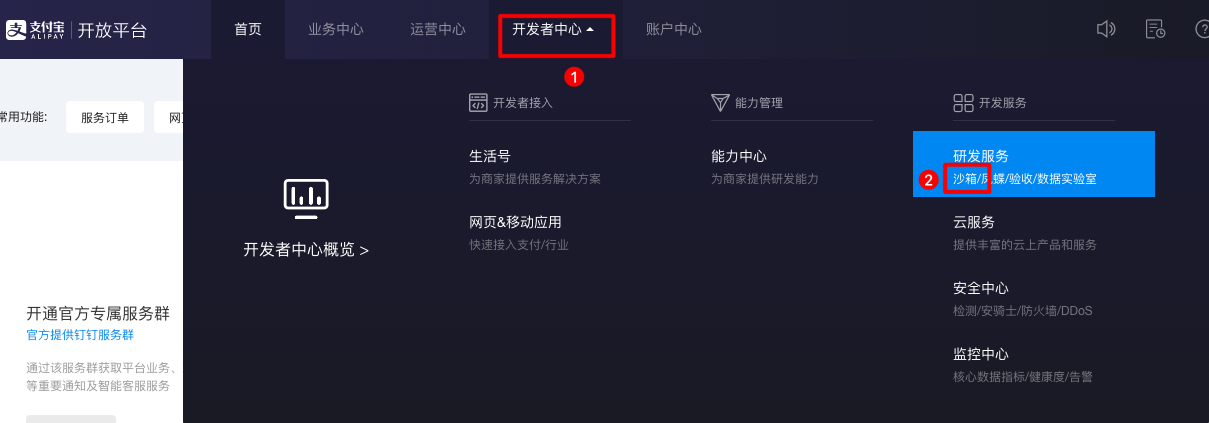 支付宝 ALIPAY 开放平台 首页 业务中心 运营中心 开发者中心 账户中心
1
常用功能: 服务订单
开发者接入
生活号
为商家提供服务解决方案
网页&移动应用
快速接入支付/行业
能力管理
能力中心
为商家提供研发能力
开发服务
研发服务
2
沙箱/凤蝶/验收/数据实验室
云服务
提供丰富的云上产品和服务
安全中心
检测/安骑士/防火墙/DDoS
监控中心
核心数据指标/健康度/告警
开发者中心概览 >
开通官方专属服务群
官方提供钉钉服务群
通过该服务群获取平台业务、
等重要通知及智能客服服务